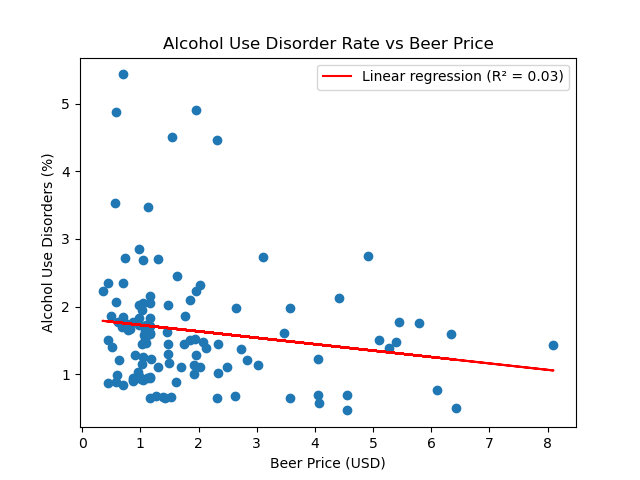 Alcohol Use Disorder Rate vs Beer Price
Linear regression (R² = 0.03)
Alcohol Use Disorders (%)
5
4
3
2
1
0 1 2 3 4 5 6 7 8
Beer Price (USD)